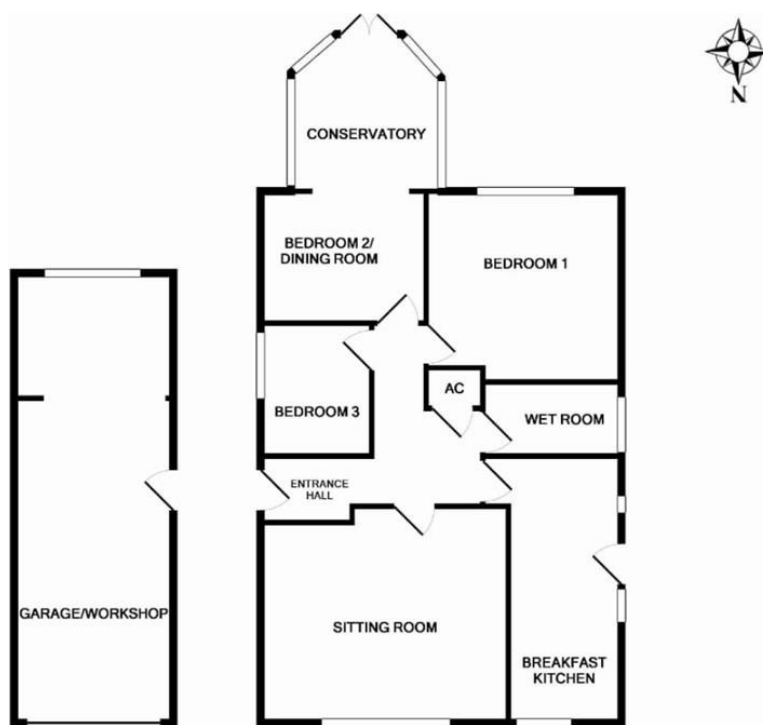 N
CONSERVATORY
BEDROOM 2/
DINING ROOM
BEDROOM 1
AC
BEDROOM 3
WET ROOM
ENTRANCE
HALL
GARAGE/WORKSHOP
SITTING ROOM
BREAKFAST
KITCHEN